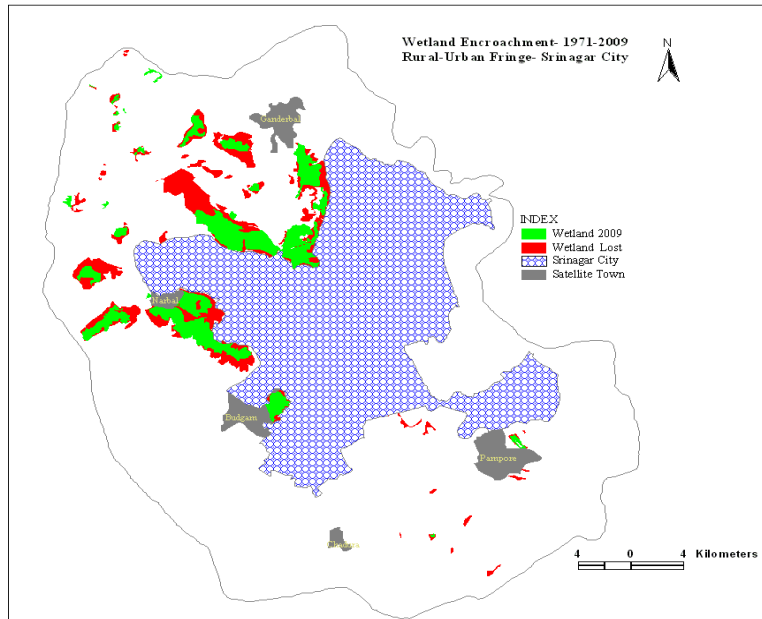 Wetland Encroachment- 1971-2009
Rural-Urban Fringe- Srinagar City
N
Ganderbal
INDEX
Wetland 2009
Wetland Lost
Srinagar City
Satellite Town
Narbal
Budgam
Pampore
4 0 4 Kilometers